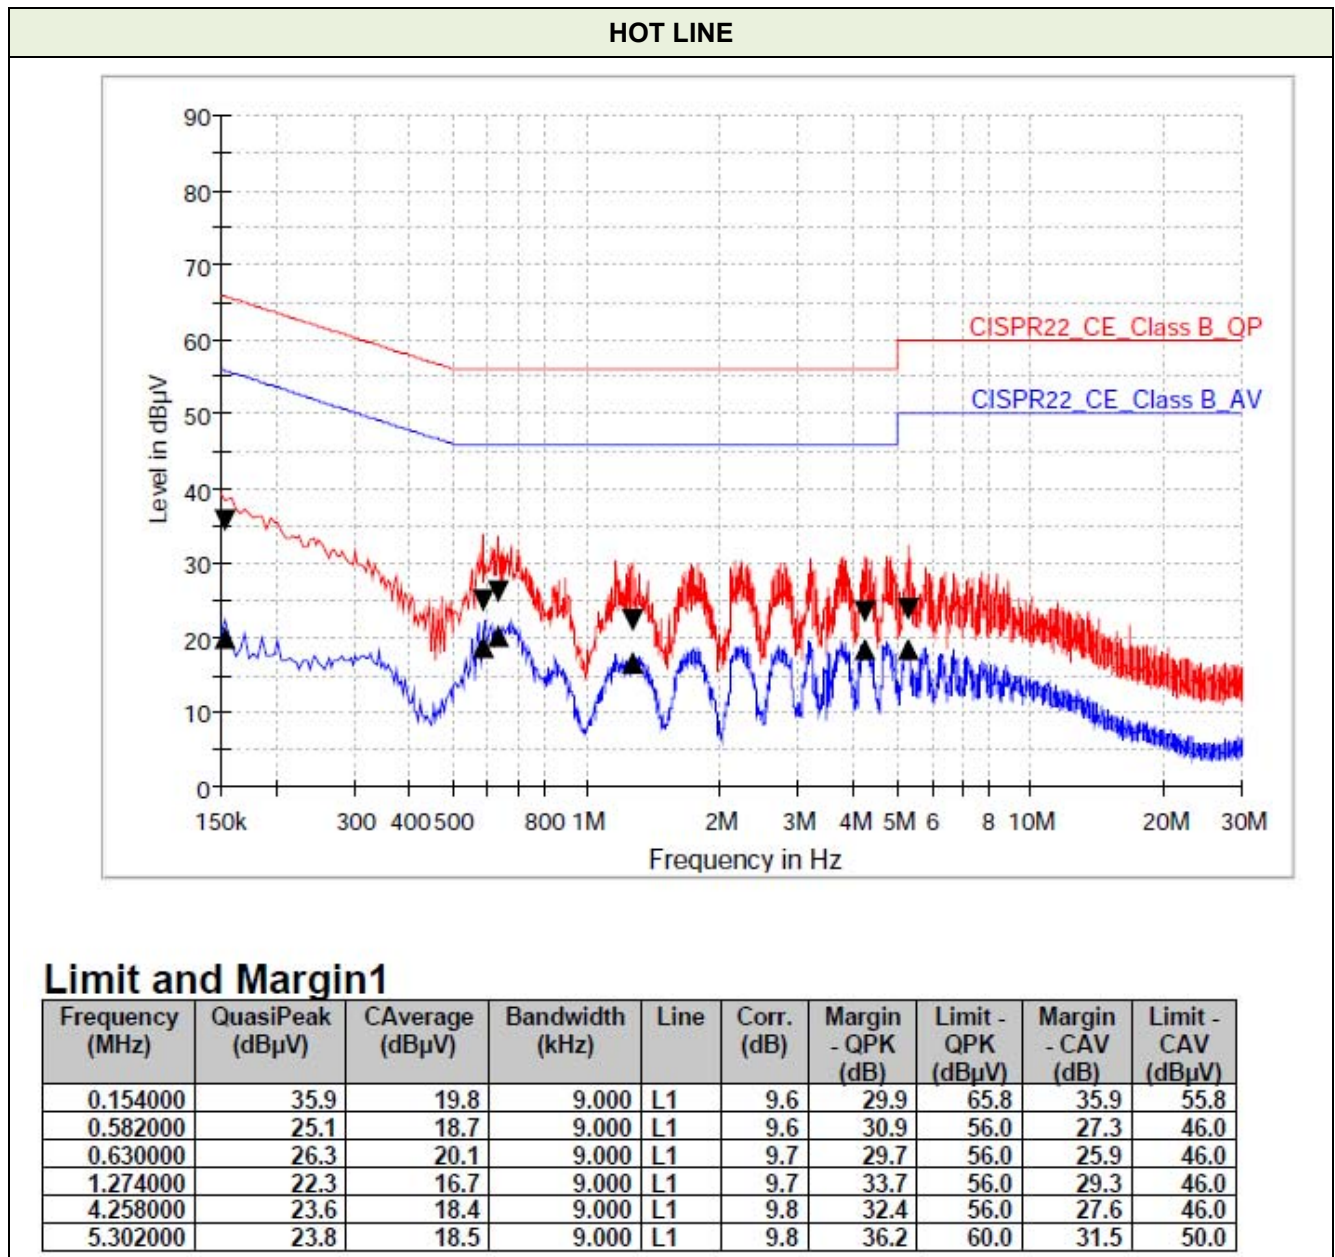 HOT LINE
90
80
70
60
50
40
30
20
10
0
Level in dBµV
CISPR22_CE_Class B_QP
CISPR22_CE_Class B_AV
150k 300 400 500 800 1M 2M 3M 4M 5M 6 8 10M 20M 30M
Frequency in Hz
Limit and Margin1
Frequency (MHz) QuasiPeak (dBµV) CAverage (dBµV) Bandwidth (kHz) Line Corr. (dB) Margin - QPK (dB) Limit - QPK (dBµV) Margin - CAV (dB) Limit - CAV (dBµV)
0.154000 35.9 19.8 9.000 L1 9.6 29.9 65.8 35.9 55.8
0.582000 25.1 18.7 9.000 L1 9.6 30.9 56.0 27.3 46.0
0.630000 26.3 20.1 9.000 L1 9.7 29.7 56.0 25.9 46.0
1.274000 22.3 16.7 9.000 L1 9.7 33.7 56.0 29.3 46.0
4.258000 23.6 18.4 9.000 L1 9.8 32.4 56.0 27.6 46.0
5.302000 23.8 18.5 9.000 L1 9.8 36.2 60.0 31.5 50.0